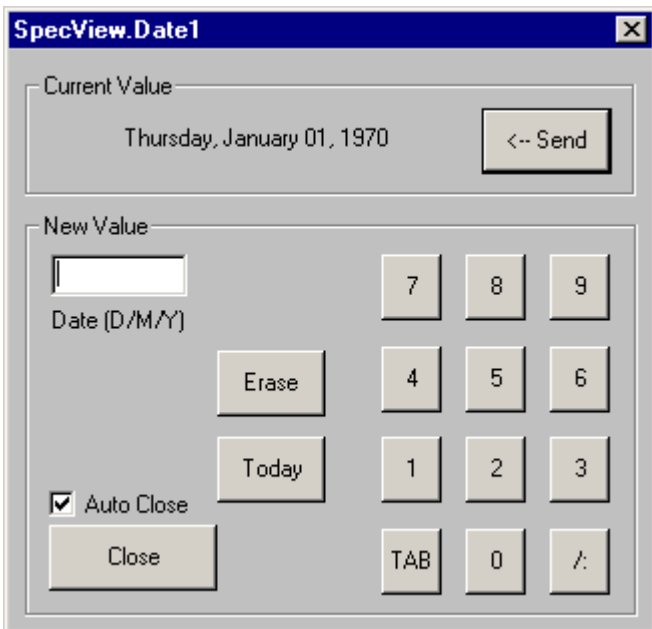 SpecView.Date1
Current Value
Thursday, January 01, 1970
<-- Send
New Value
7 8 9
Date (D/M/Y)
Erase
4 5 6
Today
1 2 3
Auto Close
Close
TAB 0 /: